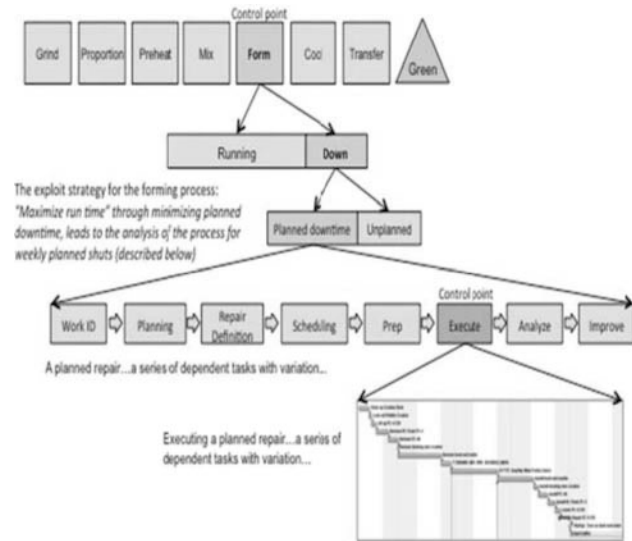 Control point
Grind
Proportion
Preheat
Mix
Form
Cool
Transfer
Green
Running
Down
The exploit strategy for the forming process:
"Maximize run time" through minimizing planned
downtime, leads to the analysis of the process for
weekly planned shuts (described below)
Planned downtime
Unplanned
Control point
Work ID
Planning
Repair
Definition
Scheduling
Prep
Execute
Analyze
Improve
A planned repair...a series of dependent tasks with variation...
Executing a planned repair...a series of
dependent tasks with variation...